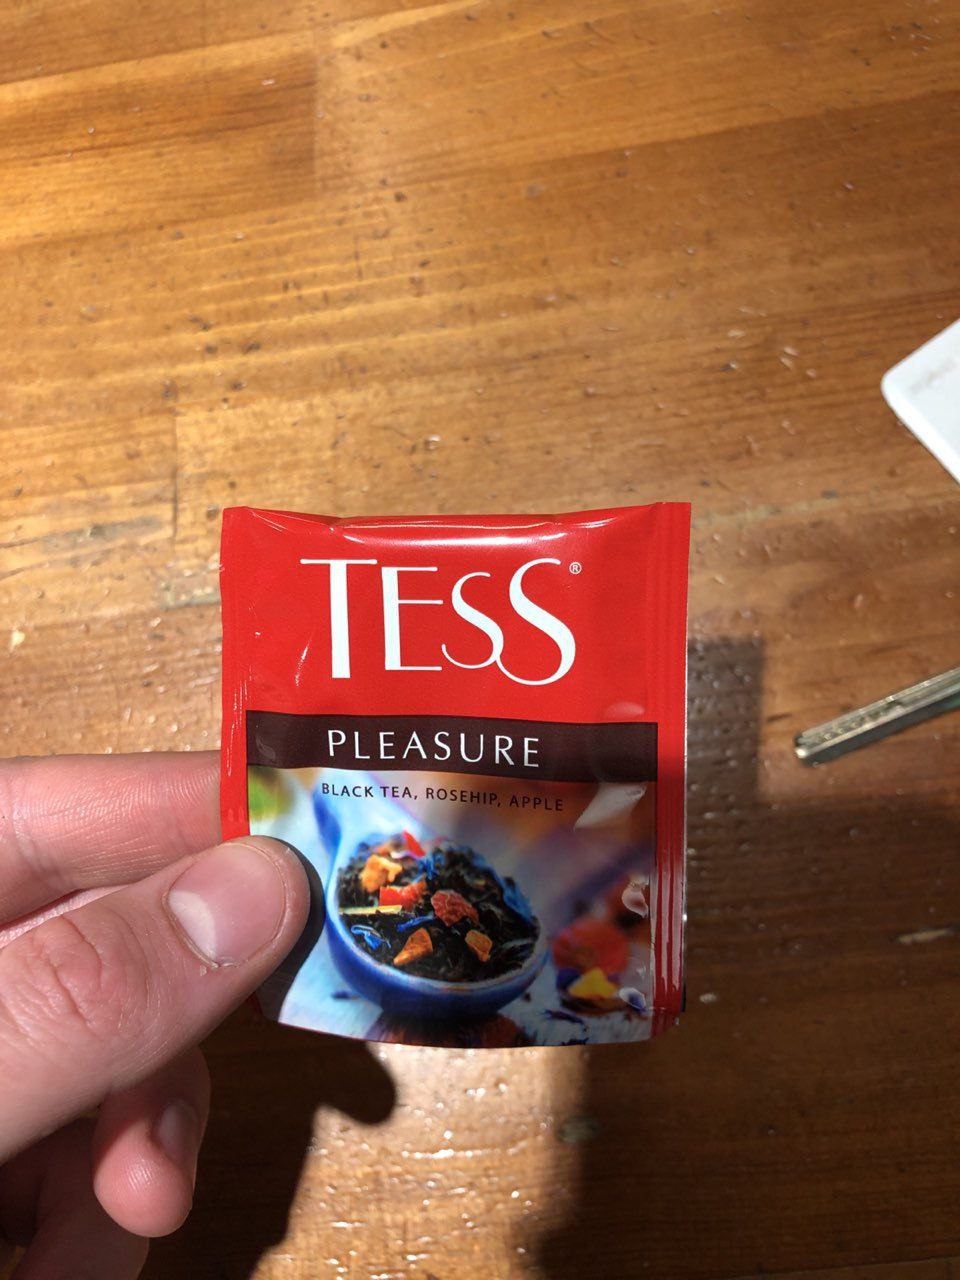 TESS®
PLEASURE
BLACK TEA, ROSEHIP, APPLE